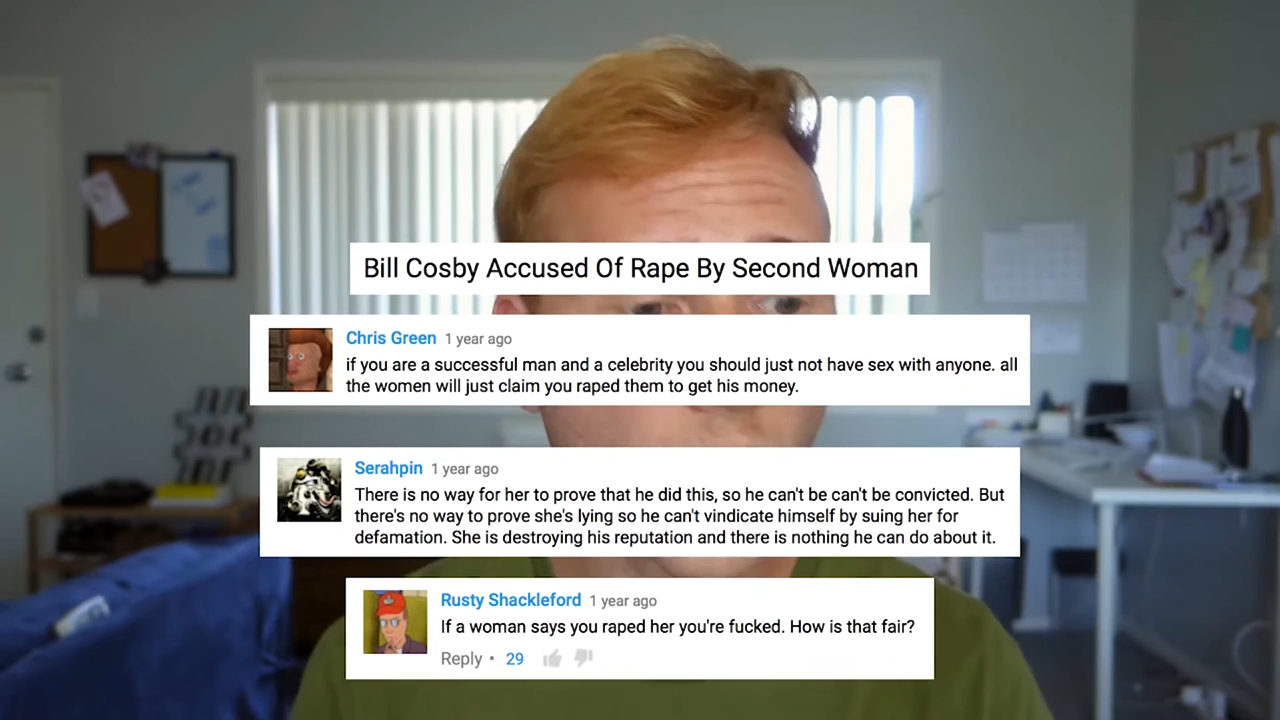 Bill Cosby Accused Of Rape By Second Woman
Chris Green 1 year ago
if you are a successful man and a celebrity you should just not have sex with anyone. all
the women will just claim you raped them to get his money.
Serahpin 1 year ago
There is no way for her to prove that he did this, so he can't be can't be convicted. But
there's no way to prove she's lying so he can't vindicate himself by suing her for
defamation. She is destroying his reputation and there is nothing he can do about it.
Rusty Shackleford 1 year ago
If a woman says you raped her you're fucked. How is that fair?
Reply • 29